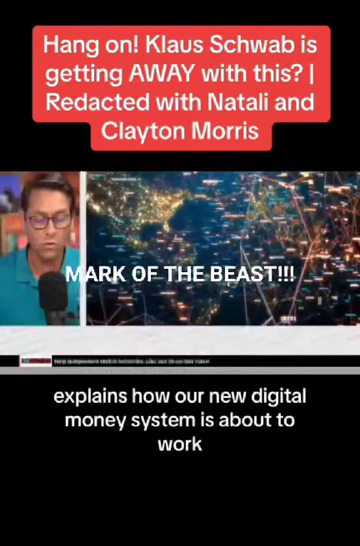 Hang on! Klaus Schwab is
getting AWAY with this? |
Redacted with Natali and
Clayton Morris
MARK OF THE BEAST!!!
explains how our new digital
money system is about to
work